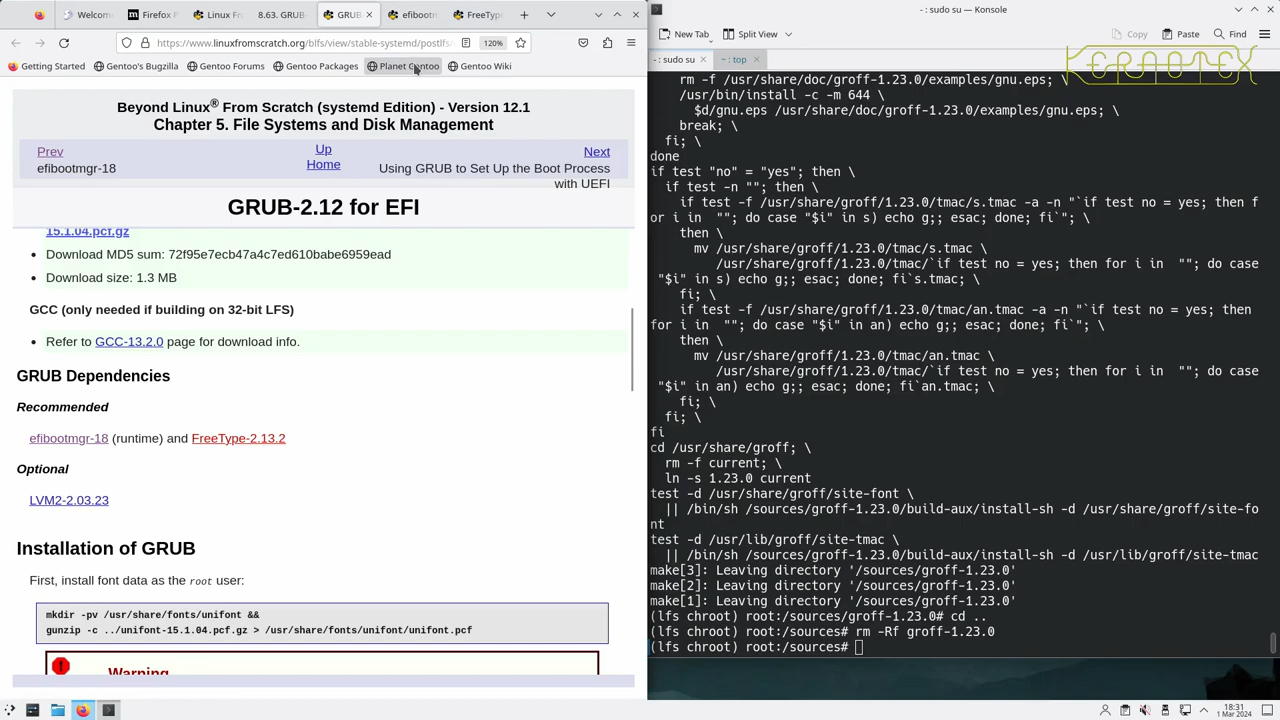 Welcom
Firefox P
Linux Fr
8.63. GRUB
GRUB
efibootm
FreeType
https://www.linuxfromscratch.org/blfs/view/stable-systemd/postlfs/
120%
Getting Started
Gentoo's Bugzilla
Gentoo Forums
Gentoo Packages
Planet Gentoo
Gentoo Wiki
Beyond Linux® From Scratch (systemd Edition) - Version 12.1
Chapter 5. File Systems and Disk Management
Prev
efibootmgr-18
Up
Home
Next
Using GRUB to Set Up the Boot Process
with UEFI
GRUB-2.12 for EFI
15.1.04.pcf.gz
• Download MD5 sum: 72f95e7ecb47a4c7ed610babe6959ead
• Download size: 1.3 MB
GCC (only needed if building on 32-bit LFS)
• Refer to GCC-13.2.0 page for download info.
GRUB Dependencies
Recommended
efibootmgr-18 (runtime) and FreeType-2.13.2
Optional
LVM2-2.03.23
Installation of GRUB
First, install font data as the root user:
mkdir -pv /usr/share/fonts/unifont &&
gunzip -c ../unifont-15.1.04.pcf.gz > /usr/share/fonts/unifont/unifont.pcf
Warning
- : sudo su — Konsole
New Tab
Split View
Copy
Paste
Find
- : sudo su
~ : top
KERNOTEX
rm -f /usr/share/doc/groff-1.23.0/examples/gnu.eps; \
/usr/bin/install -c -m 644 \
$d/gnu.eps /usr/share/doc/groff-1.23.0/examples/gnu.eps; \
break; \
fi; \
done
if test "no" = "yes"; then \
if test -n ""; then \
if test -f /usr/share/groff/1.23.0/tmac/s.tmac -a -n "`if test no = yes; then f
or i in  ""; do case "$i" in s) echo g;; esac; done; fi`"; \
then \
mv /usr/share/groff/1.23.0/tmac/s.tmac \
/usr/share/groff/1.23.0/tmac/`if test no = yes; then for i in  ""; do case
"$i" in s) echo g;; esac; done; fi`s.tmac; \
fi; \
if test -f /usr/share/groff/1.23.0/tmac/an.tmac -a -n "`if test no = yes; then
for i in  ""; do case "$i" in an) echo g;; esac; done; fi`"; \
then \
mv /usr/share/groff/1.23.0/tmac/an.tmac \
/usr/share/groff/1.23.0/tmac/`if test no = yes; then for i in  ""; do case
"$i" in an) echo g;; esac; done; fi`an.tmac; \
fi; \
fi; \
fi
cd /usr/share/groff; \
rm -f current; \
ln -s 1.23.0 current
test -d /usr/share/groff/site-font \
|| /bin/sh /sources/groff-1.23.0/build-aux/install-sh -d /usr/share/groff/site-fo
nt
test -d /usr/lib/groff/site-tmac \
|| /bin/sh /sources/groff-1.23.0/build-aux/install-sh -d /usr/lib/groff/site-tmac
make[3]: Leaving directory '/sources/groff-1.23.0'
make[2]: Leaving directory '/sources/groff-1.23.0'
make[1]: Leaving directory '/sources/groff-1.23.0'
(lfs chroot) root:/sources/groff-1.23.0# cd ..
(lfs chroot) root:/sources# rm -Rf groff-1.23.0
(lfs chroot) root:/sources#
18:31
1 Mar 2024